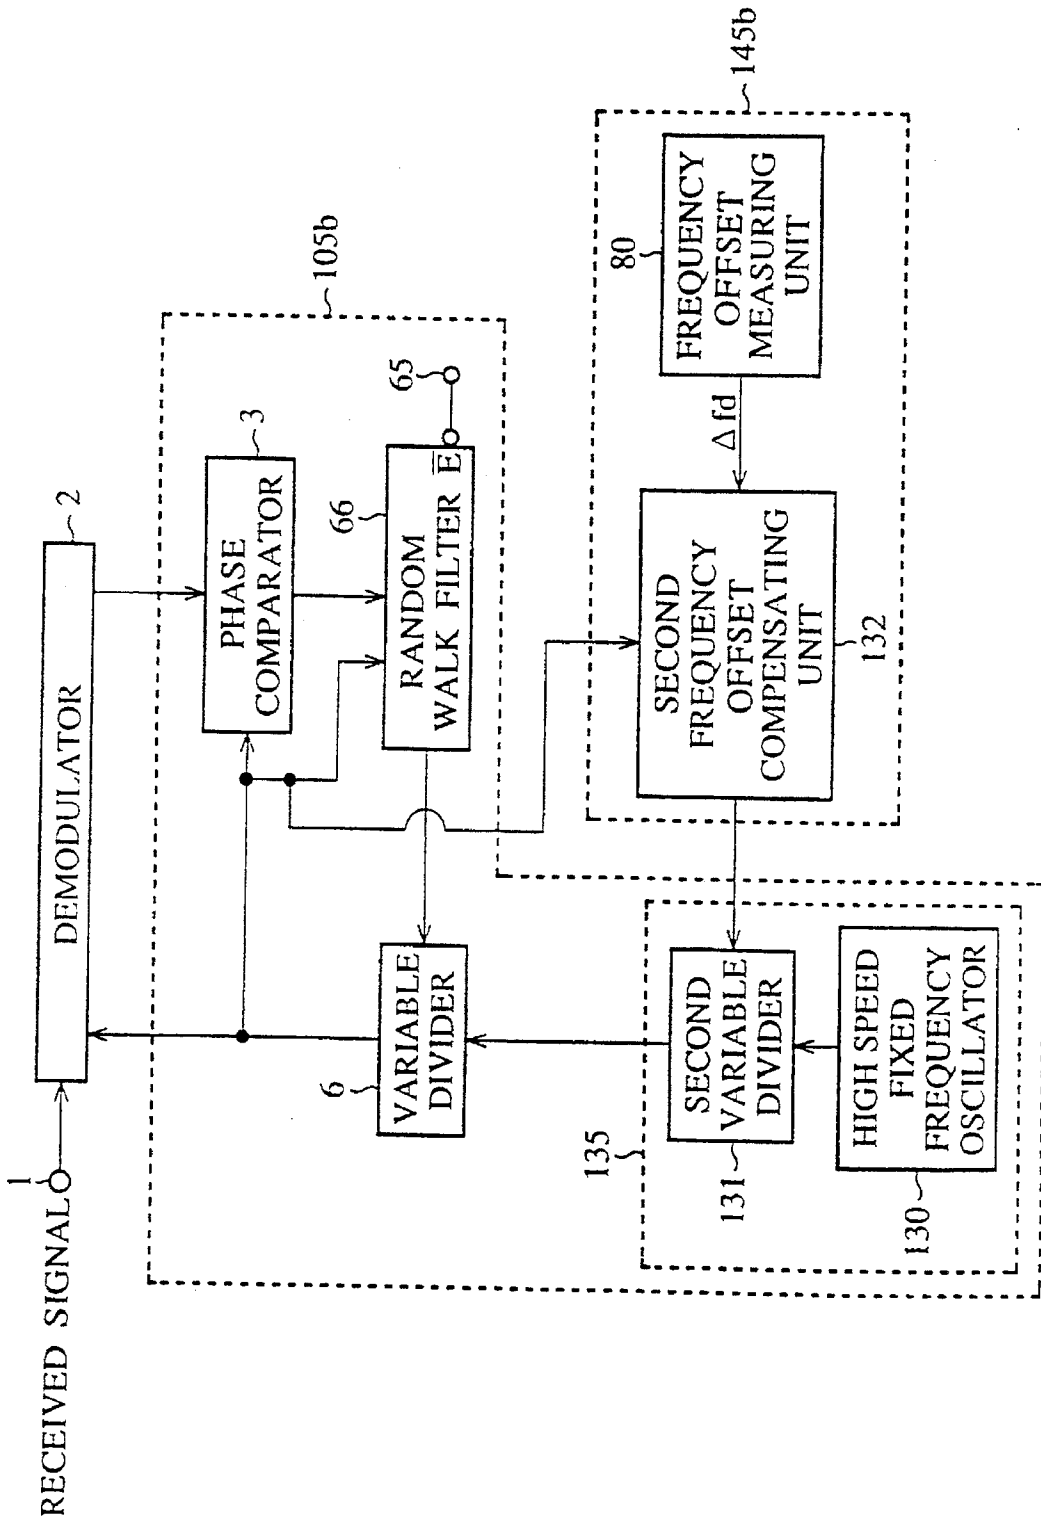 RECEIVED SIGNAL
1
DEMODULATOR
2
105b
PHASE
COMPARATOR
3
RANDOM
WALK FILTER E
66
65
VARIABLE
DIVIDER
6
145b
FREQUENCY
OFFSET
MEASURING
UNIT
80
Δfd
SECOND
FREQUENCY
OFFSET
COMPENSATING
UNIT
132
135
SECOND
VARIABLE
DIVIDER
131
HIGH SPEED
FIXED
FREQUENCY
OSCILLATOR
130